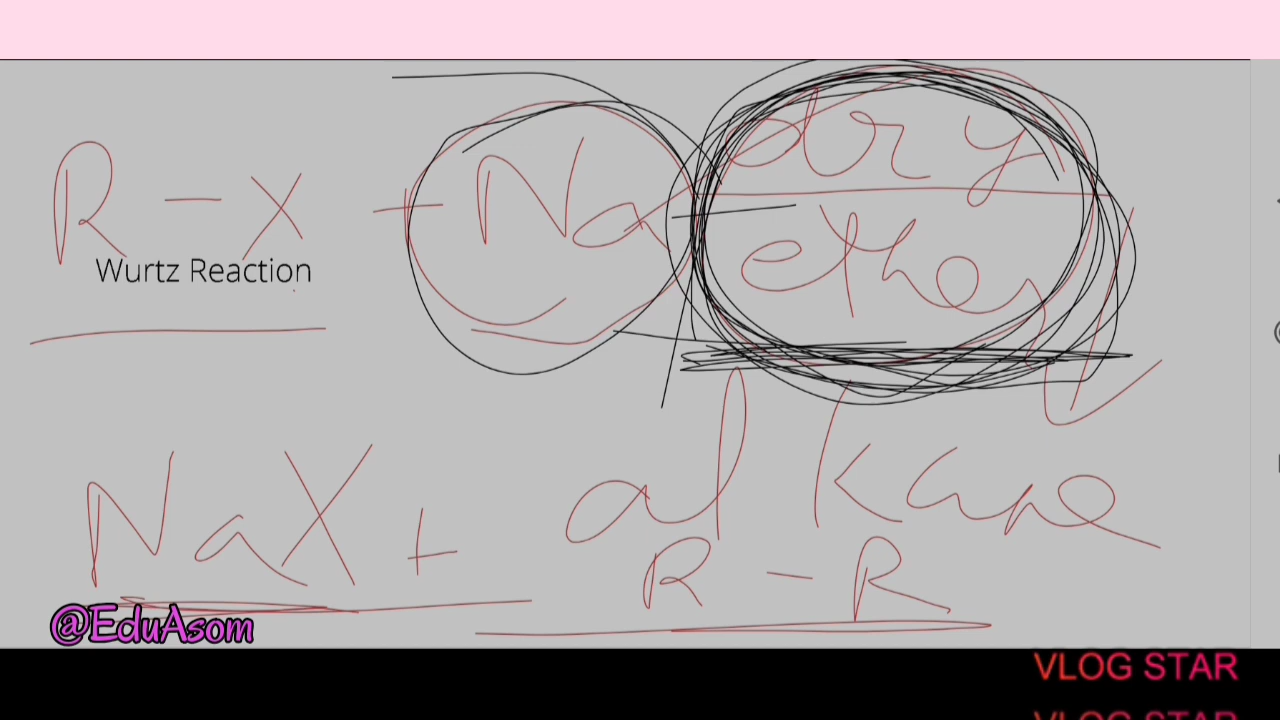 R - X + Na dry
ether
Wurtz Reaction
NaX + alkane
R - R
@EduAsom
VLOG STAR